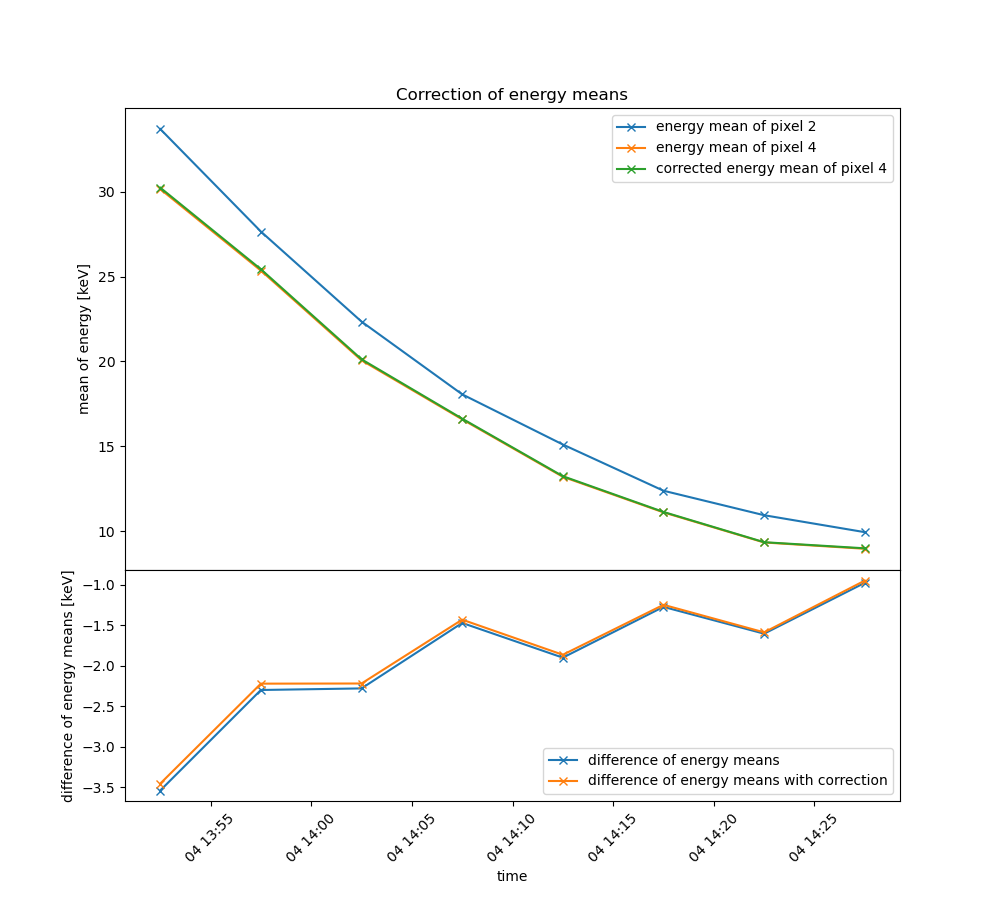 Correction of energy means
energy mean of pixel 2
energy mean of pixel 4
corrected energy mean of pixel 4
mean of energy [keV]
30
25
20
15
10
difference of energy means [keV]
−1.0
−1.5
−2.0
−2.5
−3.0
−3.5
difference of energy means
difference of energy means with correction
04 13:55
04 14:00
04 14:05
04 14:10
04 14:15
04 14:20
04 14:25
time